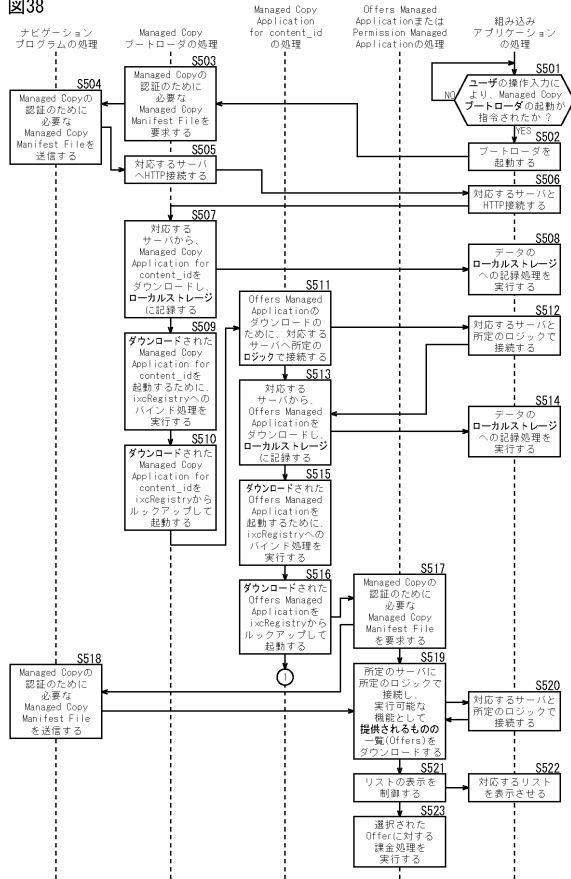 図38
ナビゲーション
プログラムの処理
Managed Copy
ブートローダの処理
Managed Copy
Application
for content_id
の処理
Offers Managed
Applicationまたは
Permission Managed
Applicationの処理
組み込み
アプリケーション
の処理
S501
ユーザの操作入力に
より、Managed Copy
ブートローダの起動が
指令されたか？
NO
YES
S502
ブートローダを
起動する
S503
Managed Copyの
認証のために
必要な
Managed Copy
Manifest Fileを
要求する
S504
Managed Copyの
認証のために
必要な
Managed Copy
Manifest Fileを
送信する
S505
対応するサーバ
へHTTP接続する
S506
対応するサーバと
HTTP接続する
S507
対応する
サーバから、
Managed Copy
Application for
content_idを
ダウンロードし、
ローカルストレージ
に記録する
S508
データの
ローカルストレージ
への記録処理を
実行する
S509
ダウンロードされた
Managed Copy
Application for
content_idを
起動するために、
ixcRegistryへの
バインド処理を
実行する
S510
ダウンロードされた
Managed Copy
Application for
content_idを
ixcRegistryから
ルックアップして
起動する
S511
Offers Managed
Applicationの
ダウンロードの
ために、対応する
サーバへ所定の
ロジックで接続する
S512
対応するサーバと
所定のロジックで
接続する
S513
対応する
サーバから、
Offers Managed
Applicationを
ダウンロードし、
ローカルストレージ
に記録する
S514
データの
ローカルストレージ
への記録処理を
実行する
S515
ダウンロードされた
Offers Managed
Applicationを
起動するために、
ixcRegistryへの
バインド処理を
実行する
S516
ダウンロードされた
Offers Managed
Applicationを
ixcRegistryから
ルックアップして
起動する
1
S517
Managed Copyの
認証のために
必要な
Managed Copy
Manifest File
を要求する
S518
Managed Copyの
認証のために
必要な
Managed Copy
Manifest File
を送信する
S519
所定のサーバに
所定のロジックで
接続し、
実行可能な
機能として
提供されるものの
一覧(Offers)を
ダウンロードする
S520
対応するサーバと
所定のロジックで
接続する
S521
リストの表示を
制御する
S522
対応するリスト
を表示させる
S523
選択された
Offerに対する
課金処理を
実行する